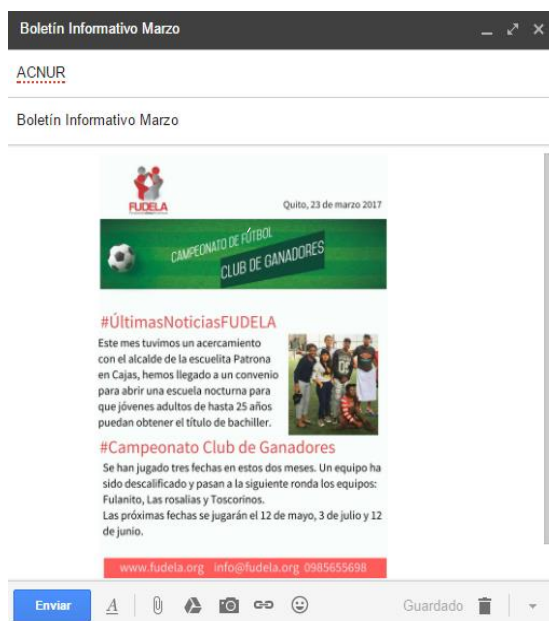 Boletín Informativo Marzo
ACNUR
Boletín Informativo Marzo
FUDELA
Quito, 23 de marzo 2017
CAMPEONATO DE FÚTBOL
CLUB DE GANADORES
#ÚltimasNoticiasFUDELA
Este mes tuvimos un acercamiento
con el alcalde de la escuelita Patrona
en Cajas, hemos llegado a un convenio
para abrir una escuela nocturna para
que jóvenes adultos de hasta 25 años
puedan obtener el título de bachiller.
#Campeonato Club de Ganadores
Se han jugado tres fechas en estos dos meses. Un equipo ha
sido descalificado y pasan a la siguiente ronda los equipos:
Fulanito, Las rosalias y Toscorinos.
Las próximas fechas se jugarán el 12 de mayo, 3 de julio y 12
de junio.
www.fudela.org info@fudela.org 0985655698
Enviar
A
Guardado